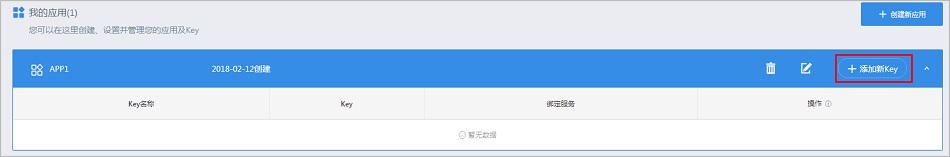 我的应用(1)
+ 创建新应用
您可以在这里创建、设置并管理您的应用及Key
APP1 2018-02-12创建 + 添加新Key
Key名称 Key 绑定服务 操作
暂无数据